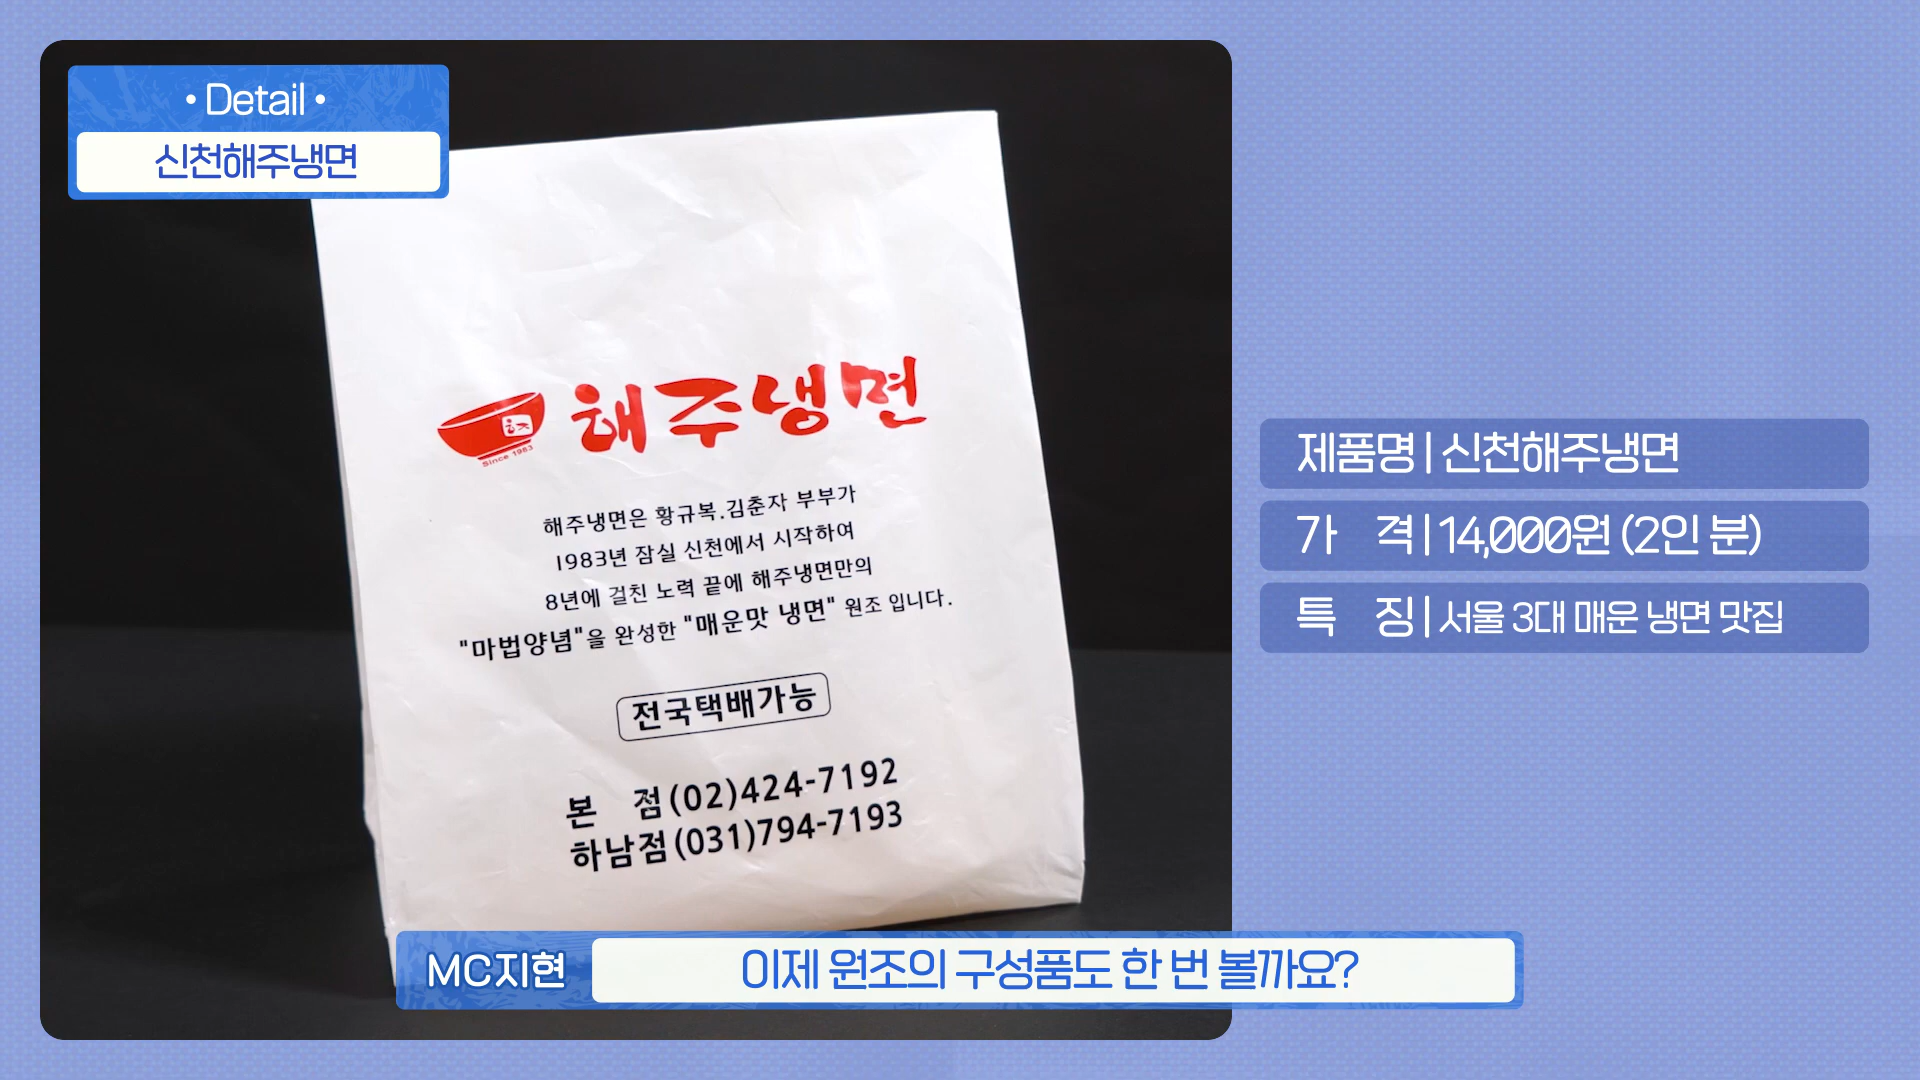 • Detail •
신천해주냉면
해주냉면
해주
Since 1983
해주냉면은 황규복.김춘자 부부가
1983년 잠실 신천에서 시작하여
8년에 걸친 노력 끝에 해주냉면만의
"마법양념"을 완성한 "매운맛 냉면" 원조 입니다.
전국택배가능
본 점(02)424-7192
하남점(031)794-7193
제품명 | 신천해주냉면
가 격 | 14,000원 (2인 분)
특 징 | 서울 3대 매운 냉면 맛집
MC지현 이제 원조의 구성품도 한 번 볼까요?